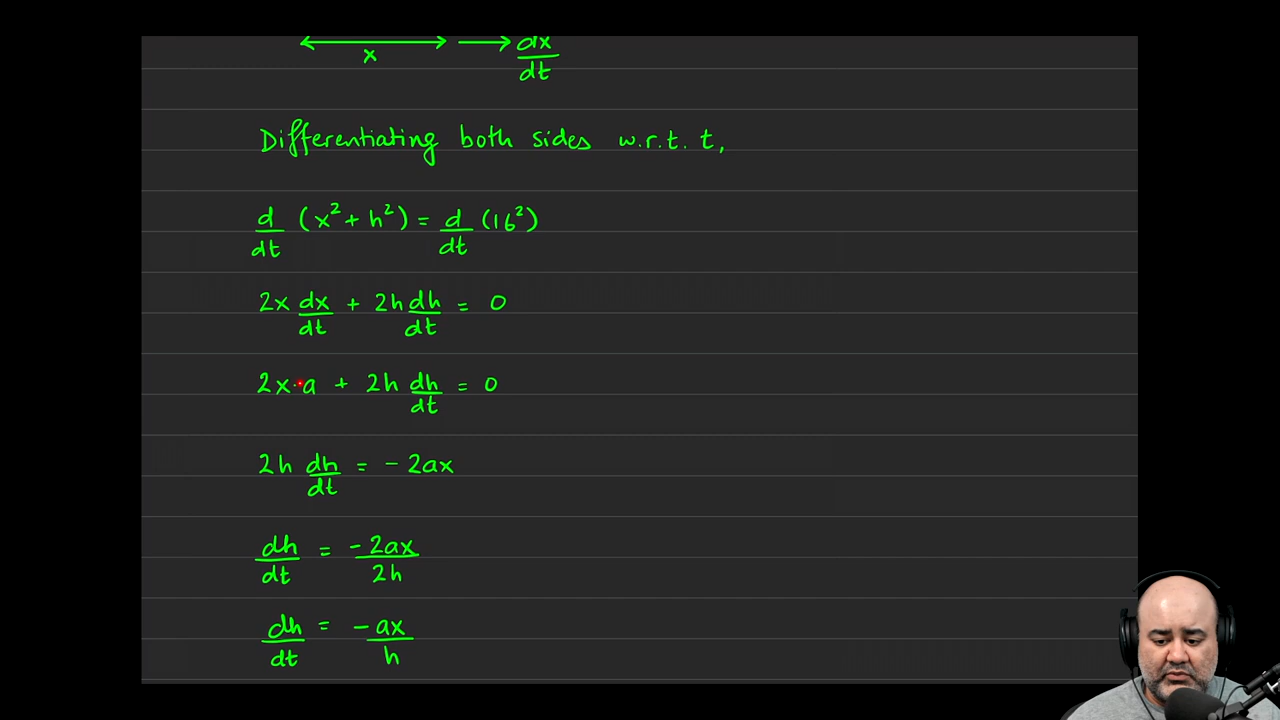 x dx/dt
Differentiating both sides w.r.t. t,
d/dt (x² + h²) = d/dt (16²)
2x dx/dt + 2h dh/dt = 0
2x·a + 2h dh/dt = 0
2h dh/dt = - 2ax
dh/dt = -2ax/2h
dh/dt = -ax/h